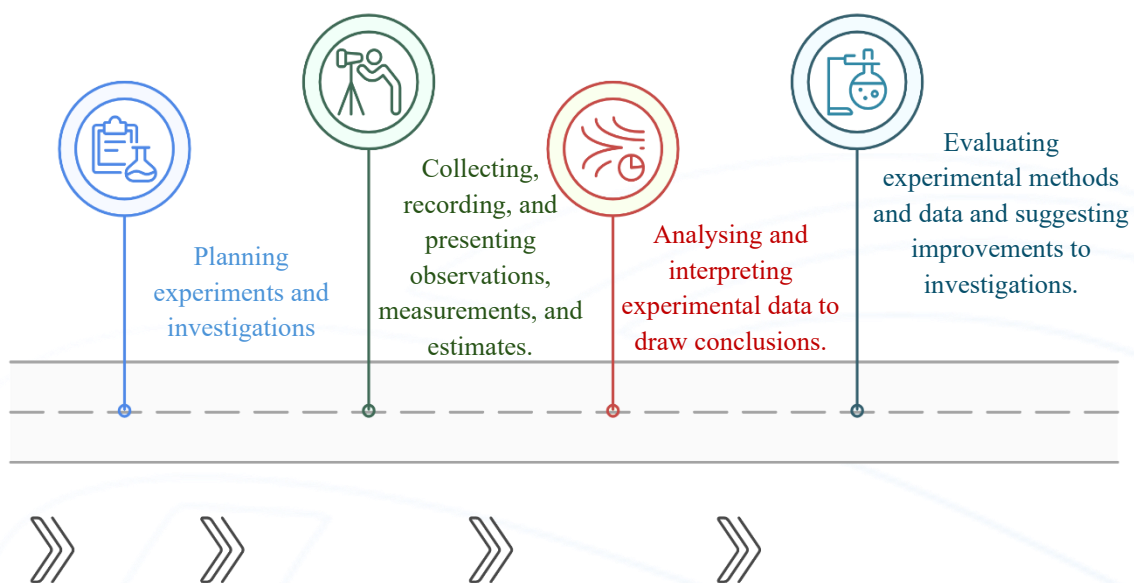 Planning
experiments and
investigations
Collecting,
recording, and
presenting
observations,
measurements, and
estimates.
Analysing and
interpreting
experimental data to
draw conclusions.
Evaluating
experimental methods
and data and suggesting
improvements to
investigations.